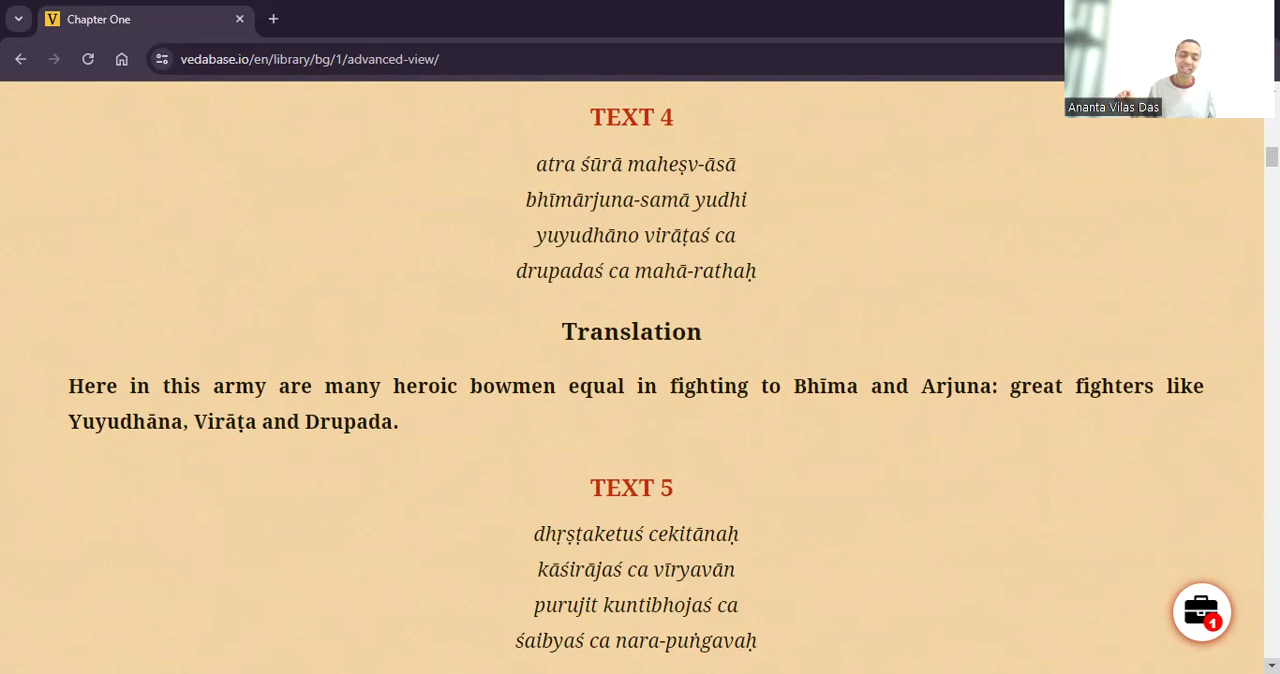 V Chapter One
vedabase.io/en/library/bg/1/advanced-view/
Ananta Vilas Das
TEXT 4
atra śūrā maheṣv-āsā
bhīmārjuna-samā yudhi
yuyudhāno virāṭaś ca
drupadaś ca mahā-rathaḥ
Translation
Here in this army are many heroic bowmen equal in fighting to Bhīma and Arjuna: great fighters like
Yuyudhāna, Virāṭa and Drupada.
TEXT 5
dhṛṣṭaketuś cekitānaḥ
kāśirājaś ca vīryavān
purujit kuntibhojaś ca
śaibyaś ca nara-puṅgavaḥ
1